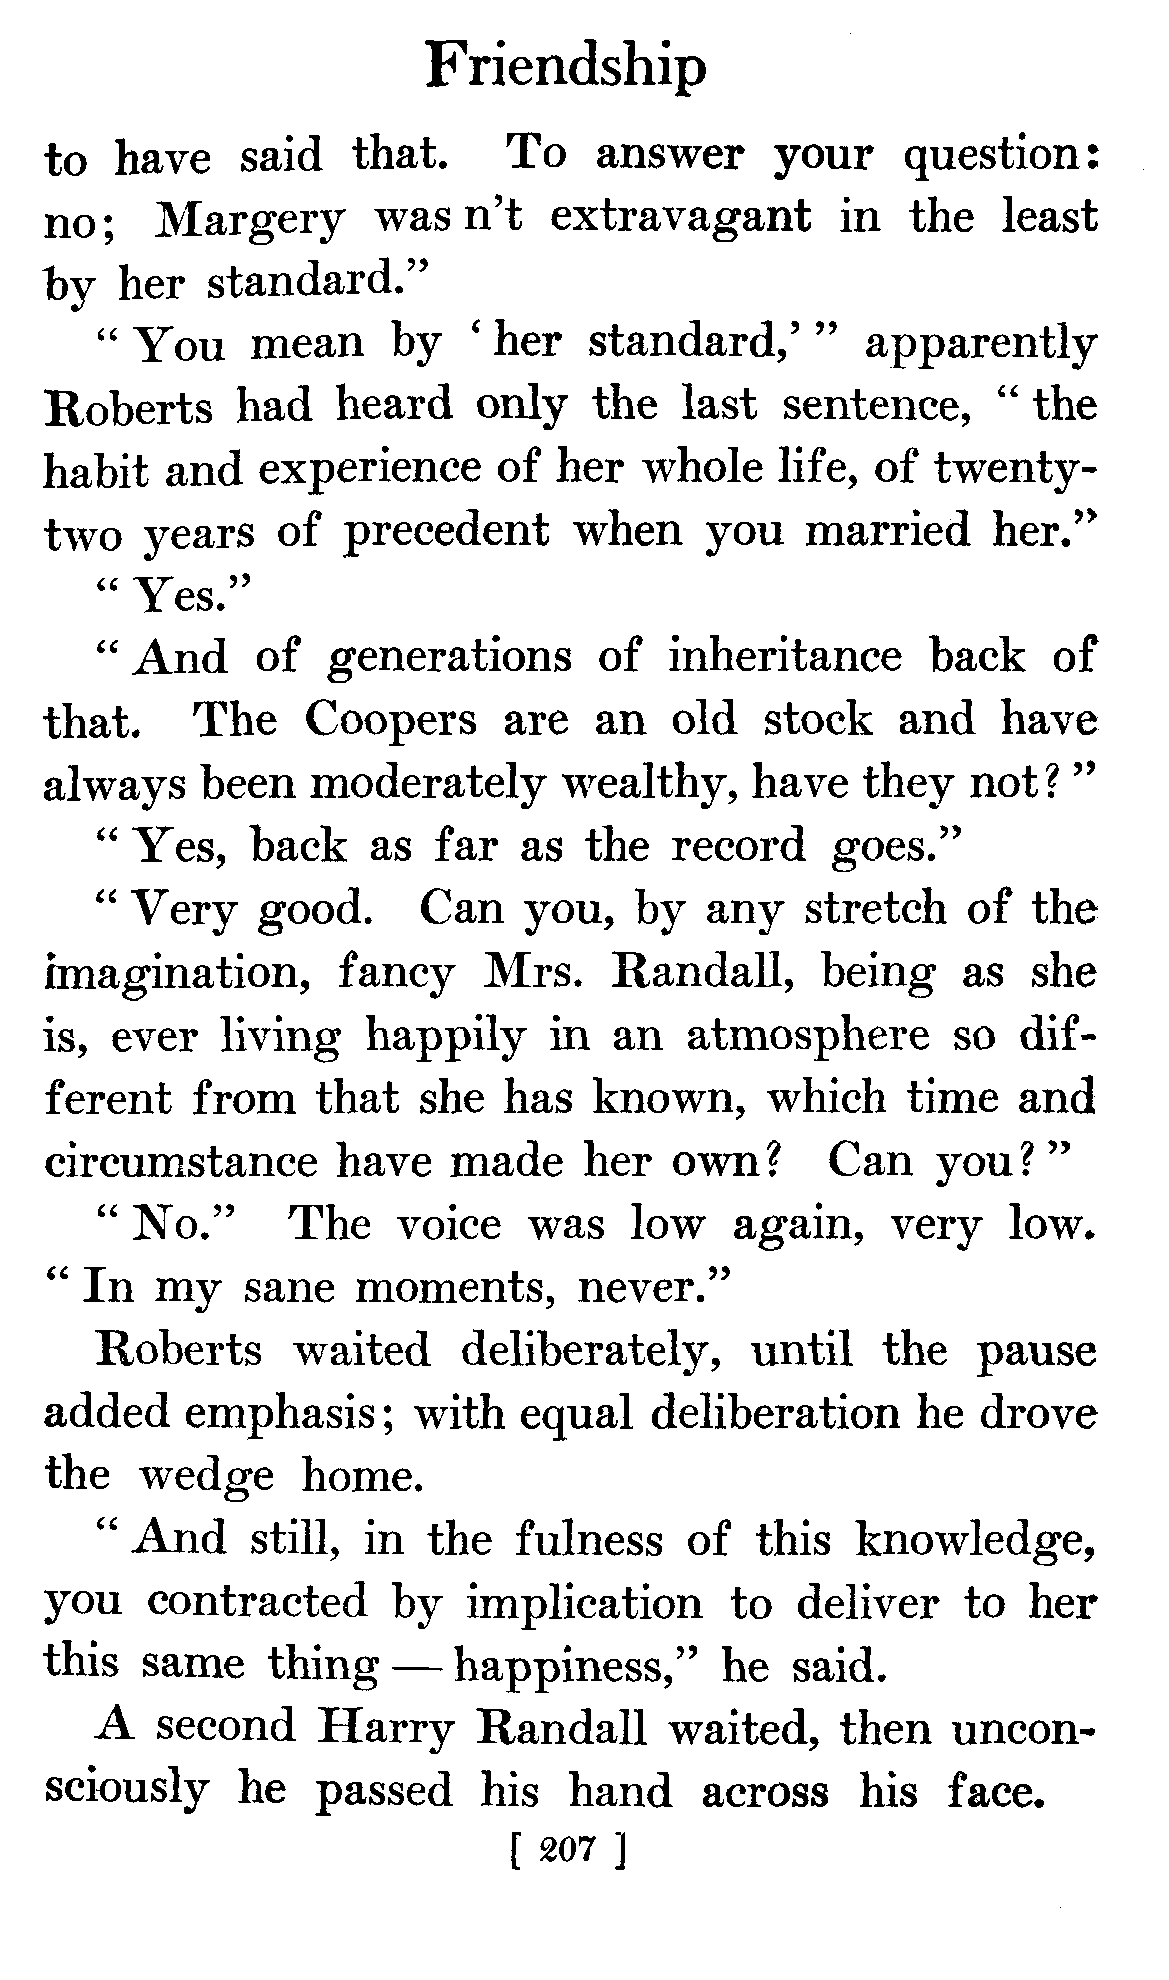 Friendship
to have said that. To answer your question:
no; Margery was n't extravagant in the least
by her standard."
"You mean by 'her standard,'" apparently
Roberts had heard only the last sentence, "the
habit and experience of her whole life, of twenty-
two years of precedent when you married her."
"Yes."
"And of generations of inheritance back of
that. The Coopers are an old stock and have
always been moderately wealthy, have they not?"
"Yes, back as far as the record goes."
"Very good. Can you, by any stretch of the
imagination, fancy Mrs. Randall, being as she
is, ever living happily in an atmosphere so dif-
ferent from that she has known, which time and
circumstance have made her own? Can you?"
"No." The voice was low again, very low.
"In my sane moments, never."
Roberts waited deliberately, until the pause
added emphasis; with equal deliberation he drove
the wedge home.
"And still, in the fulness of this knowledge,
you contracted by implication to deliver to her
this same thing — happiness," he said.
A second Harry Randall waited, then uncon-
sciously he passed his hand across his face.
[ 207 ]